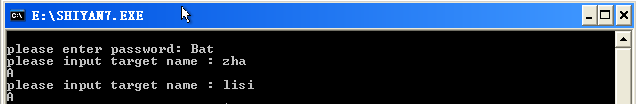 E:\SHIYAN7.EXE
please enter password: Bat
please input target name : zha
A
please input target name : lisi
A